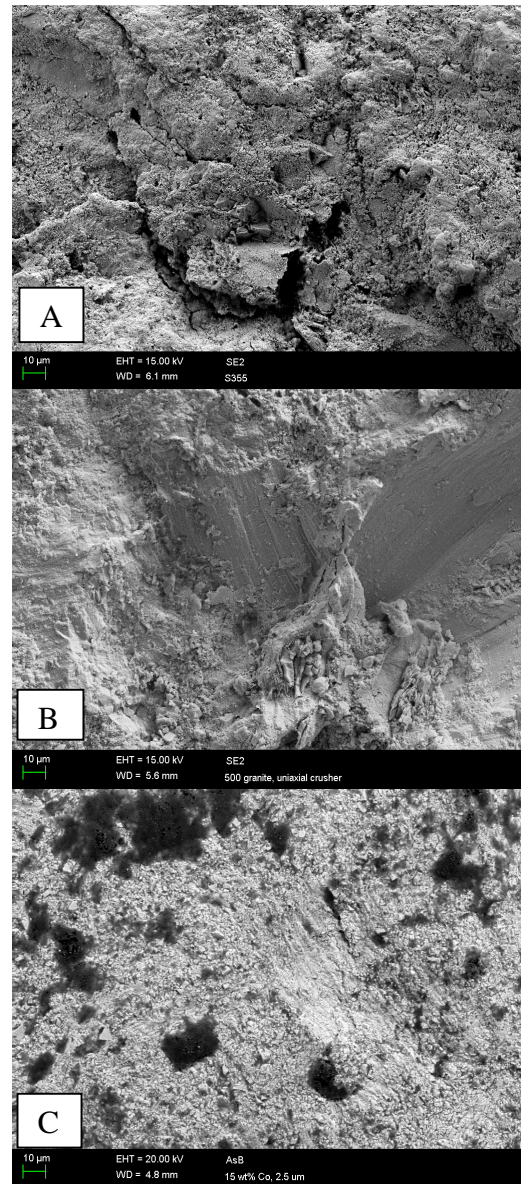 A
10 µm
EHT = 15.00 kV
WD = 6.1 mm
SE2
S355
B
10 µm
EHT = 15.00 kV
WD = 5.6 mm
SE2
500 granite, uniaxial crusher
C
10 µm
EHT = 20.00 kV
WD = 4.8 mm
AsB
15 wt% Co, 2.5 um